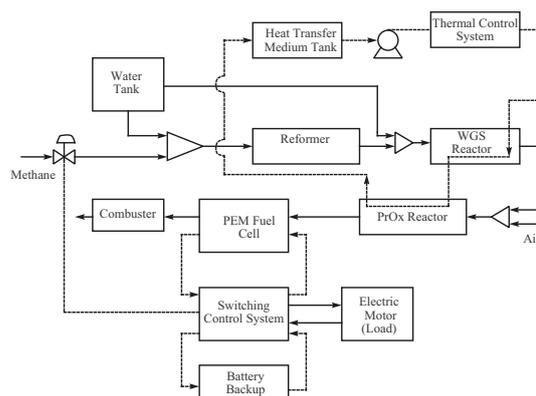 Heat Transfer
Medium Tank
Thermal Control
System
Water
Tank
Reformer
WGS
Reactor
Methane
Combuster
PEM Fuel
Cell
PrOx Reactor
Ai
Switching
Control System
Electric
Motor
(Load)
Battery
Backup